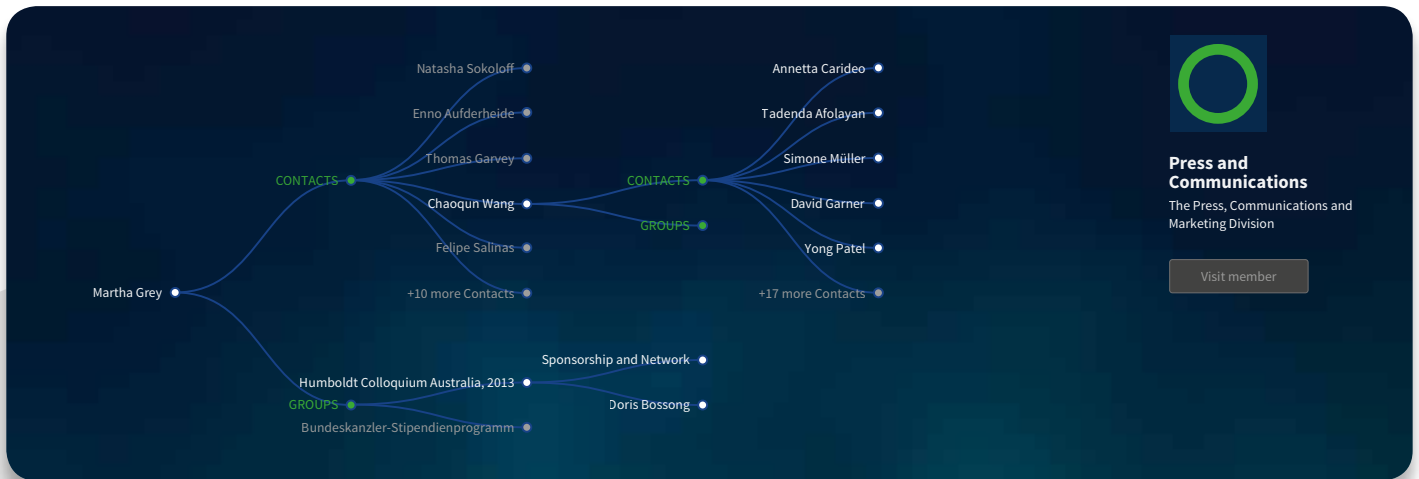 Natasha Sokoloff
Enno Aufderheide
Thomas Garvey
CONTACTS
Chaoqun Wang
Felipe Salinas
+10 more Contacts
Martha Grey
Annetta Carideo
Tadenda Afolayan
Simone Müller
CONTACTS
David Garner
GROUPS
Yong Patel
+17 more Contacts
Sponsorship and Network
Humboldt Colloquium Australia, 2013
GROUPS
Doris Bossong
Bundeskanzler-Stipendienprogramm
Press and
Communications
The Press, Communications and
Marketing Division
Visit member